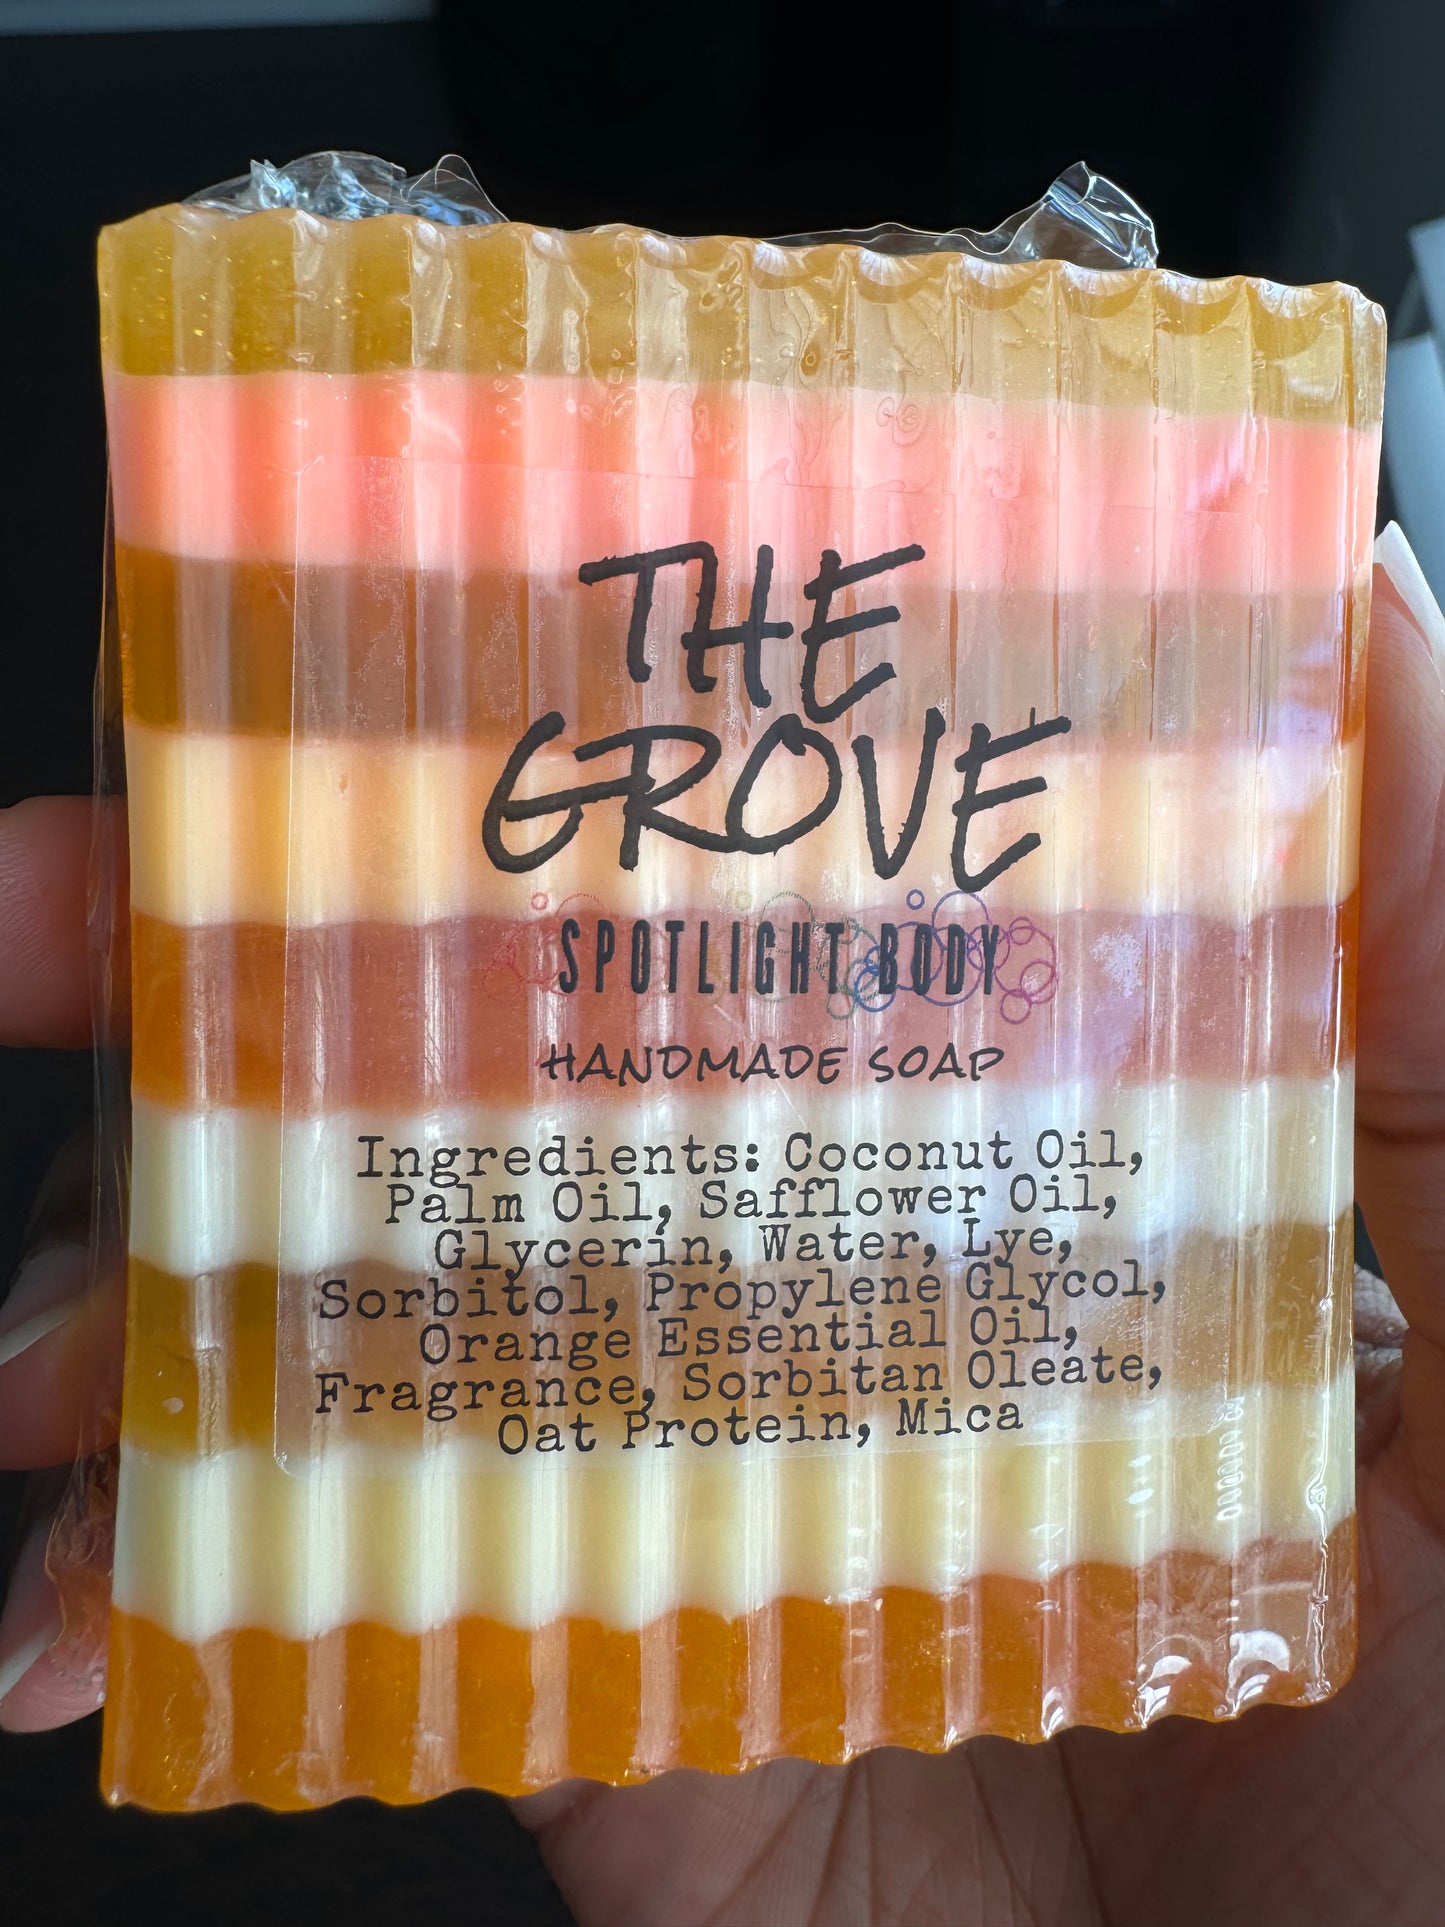 THE
GROVE
SPOTLIGHT BODY
HANDMADE SOAP
Ingredients: Coconut Oil,
Palm Oil, Safflower Oil,
Glycerin, Water, Lye,
Sorbitol, Propylene Glycol,
Orange Essential Oil,
Fragrance, Sorbitan Oleate,
Oat Protein, Mica